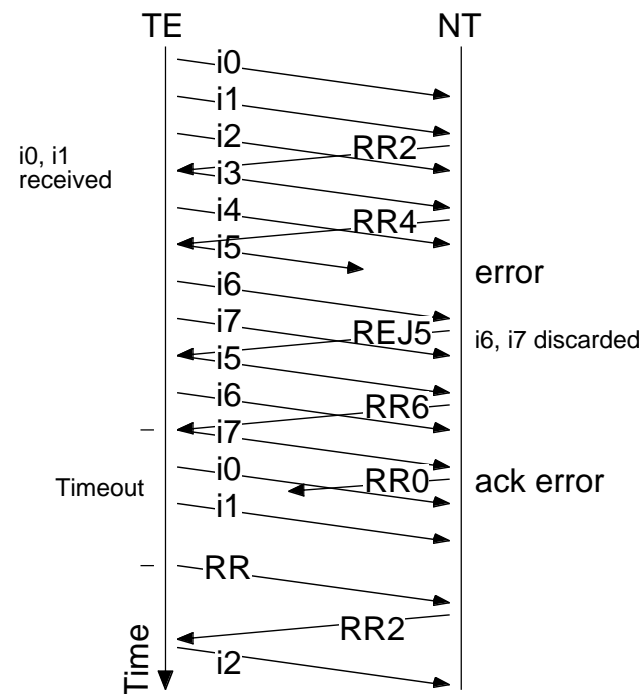 TE NT
i0
i1
i2
RR2
i0, i1
received
i3
i4
RR4
i5
error
i6
i7
REJ5
i6, i7 discarded
i5
i6
RR6
i7
i0
RR0
ack error
Timeout
i1
RR
RR2
i2
Time